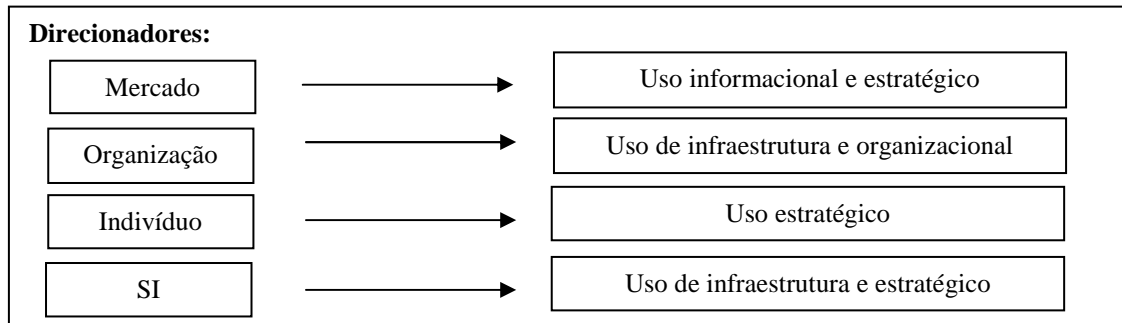 Direcionadores:
Mercado
Uso informacional e estratégico
Organização
Uso de infraestrutura e organizacional
Indivíduo
Uso estratégico
SI
Uso de infraestrutura e estratégico